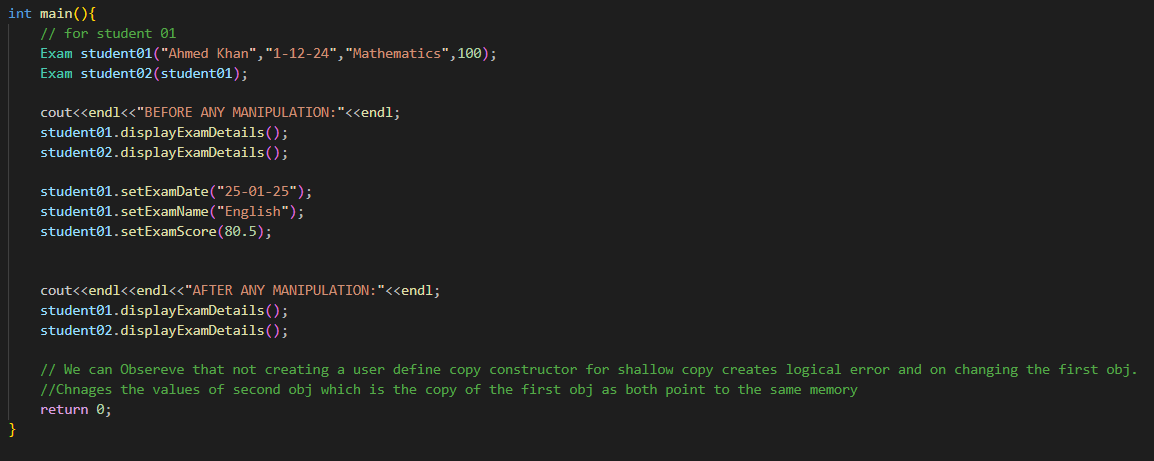 int main(){
// for student 01
Exam student01("Ahmed Khan","1-12-24","Mathematics",100);
Exam student02(student01);
cout<<endl<<"BEFORE ANY MANIPULATION:"<<endl;
student01.displayExamDetails();
student02.displayExamDetails();
student01.setExamDate("25-01-25");
student01.setExamName("English");
student01.setExamScore(80.5);
cout<<endl<<endl<<"AFTER ANY MANIPULATION:"<<endl;
student01.displayExamDetails();
student02.displayExamDetails();
// We can Obsereve that not creating a user define copy constructor for shallow copy creates logical error and on changing the first obj.
//Chnages the values of second obj which is the copy of the first obj as both point to the same memory
return 0;
}